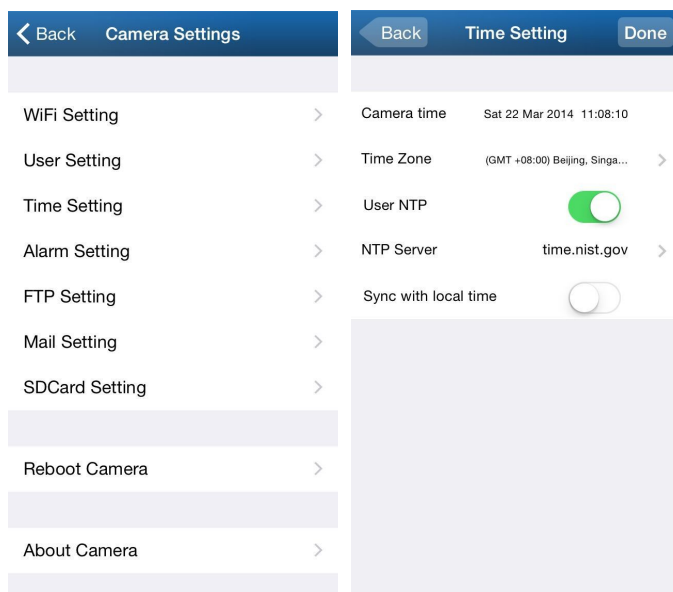 Back Camera Settings
WiFi Setting
User Setting
Time Setting
Alarm Setting
FTP Setting
Mail Setting
SDCard Setting
Reboot Camera
About Camera
Back Time Setting Done
Camera time Sat 22 Mar 2014 11:08:10
Time Zone (GMT +08:00) Beijing, Singa...
User NTP
NTP Server time.nist.gov
Sync with local time